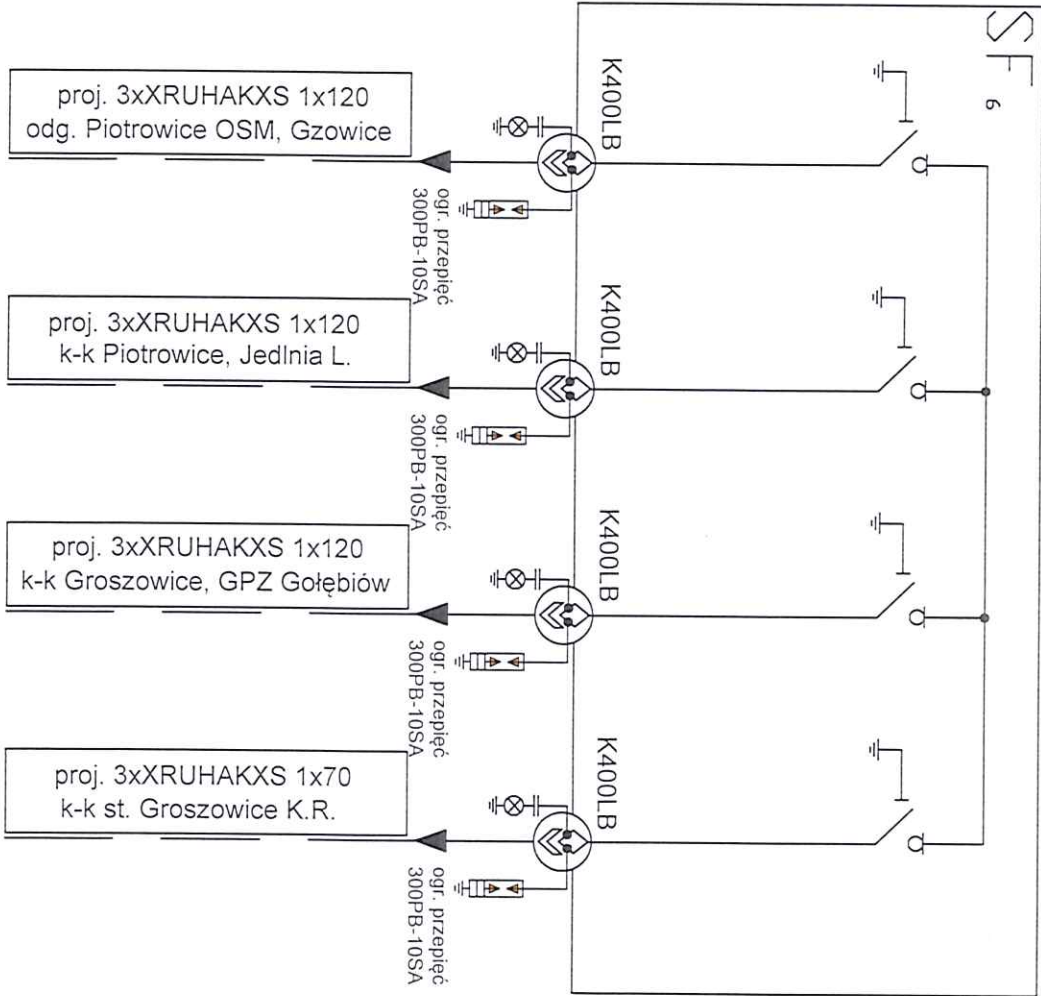 SF6
proj. 3xXRUHAKXS 1x120
odg. Piotrowice OSM, Gzowice
K400LB
ogr. przepięć
300PB-10SA
proj. 3xXRUHAKXS 1x120
k-k Piotrowice, Jedlnia L.
K400LB
ogr. przepięć
300PB-10SA
proj. 3xXRUHAKXS 1x120
k-k Groszowice, GPZ Gołębiów
K400LB
ogr. przepięć
300PB-10SA
proj. 3xXRUHAKXS 1x70
k-k st. Groszowice K.R.
K400LB
ogr. przepięć
300PB-10SA